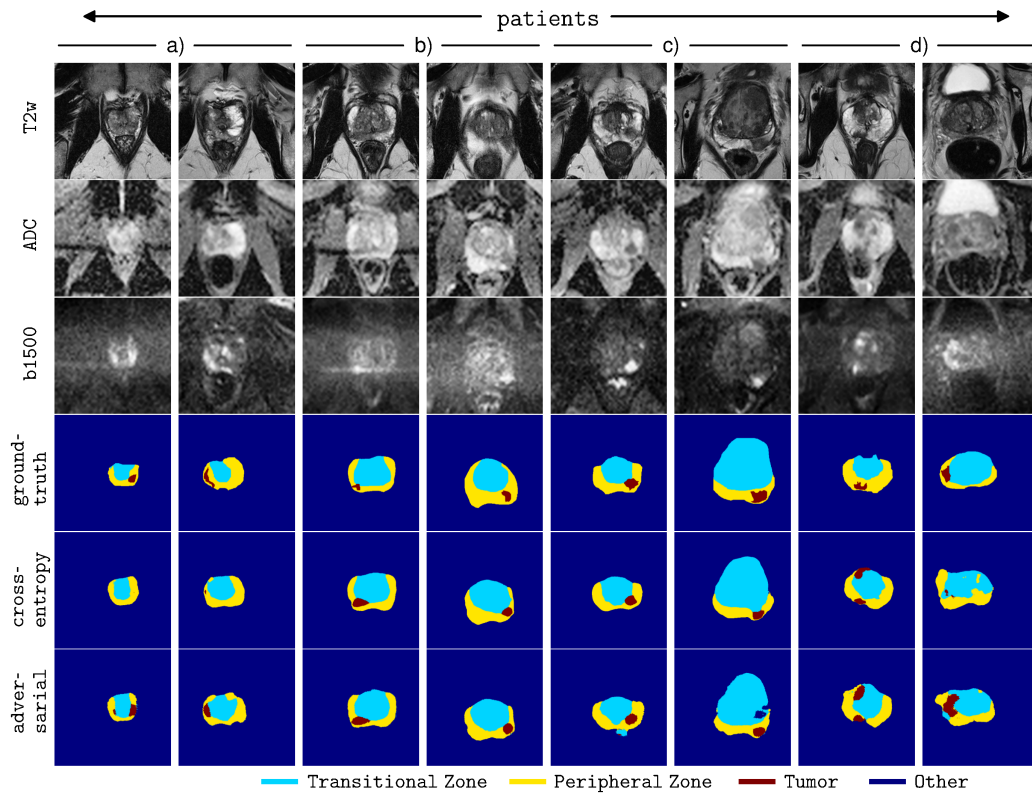 patients
a) b) c) d)
T2w
ADC
b1500
ground-
truth
cross-
entropy
adver-
sarial
Transitional Zone Peripheral Zone Tumor Other